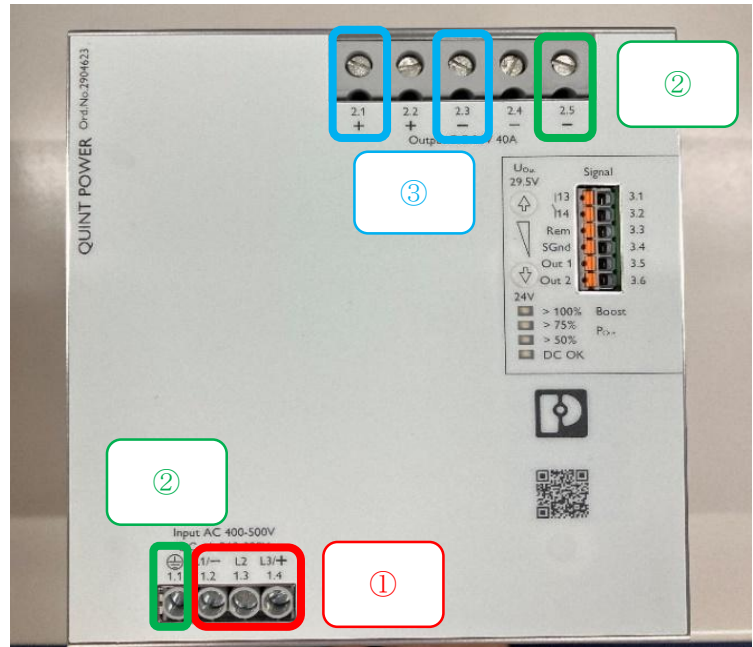 QUINT POWER Ord.No.2904623
2.1 2.2 2.3 2.4 2.5
+ + − − −
40A
②
③
UOut
29.5V
Signal
13 3.1
14 3.2
Rem 3.3
SGnd 3.4
Out 1 3.5
Out 2 3.6
24V
> 100% Boost
> 75%
> 50%
DC OK
②
Input AC 400-500V
L1/− L2 L3/+
1.1 1.2 1.3 1.4
①